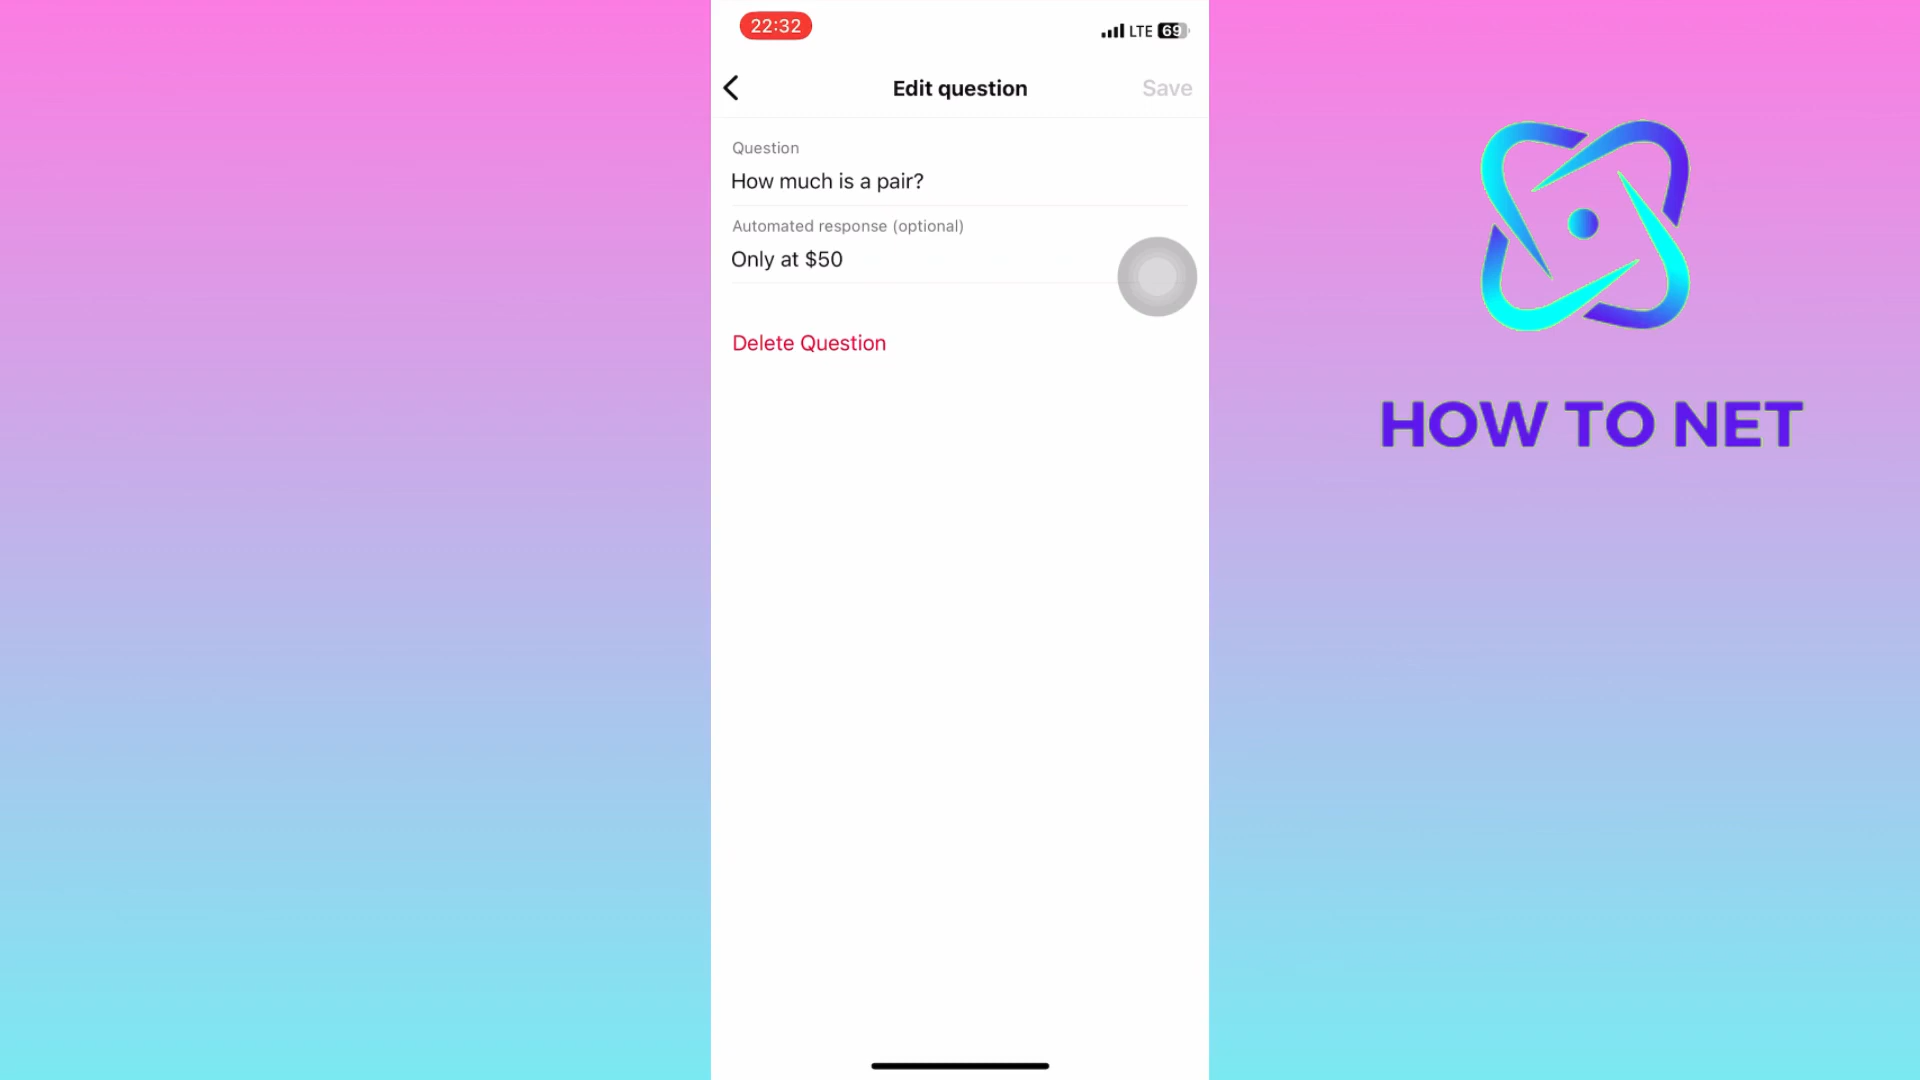 22:32
LTE 69
Edit question
Save
Question
How much is a pair?
Automated response (optional)
Only at $50
Delete Question
HOW TO NET